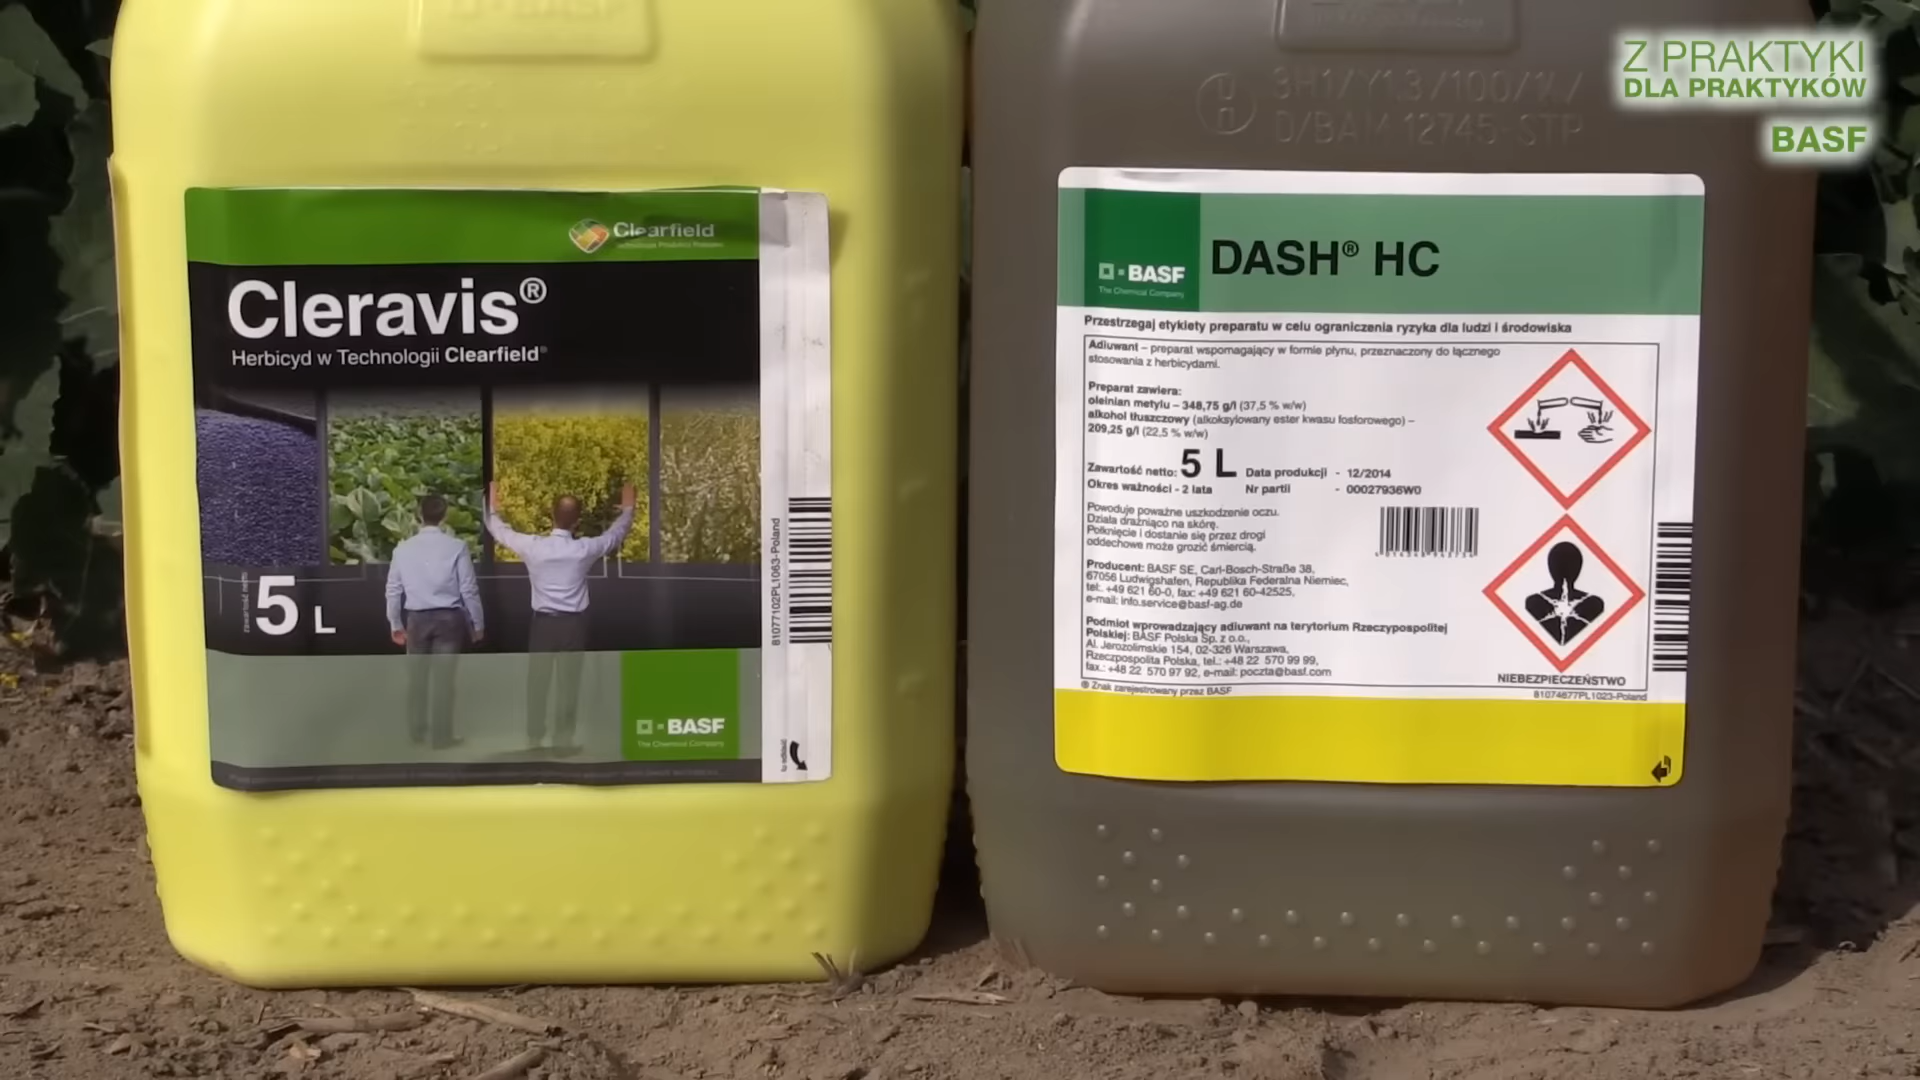 Z PRAKTYKI
DLA PRAKTYKÓW
BASF
Clearfield
Cleravis®
Herbicyd w Technologii Clearfield®
zawartość netto
5 L
BASF
The Chemical Company
81077102PL1063-Poland
3H1/Y1.3/100/
D/BAM 12745-STP
BASF
The Chemical Company
DASH® HC
Przestrzegaj etykiety preparatu w celu ograniczenia ryzyka dla ludzi i środowiska
Adiuwant – preparat wspomagający w formie płynu, przeznaczony do łącznego
stosowania z herbicydami.
Preparat zawiera:
oleinian metylu – 348,75 g/l (37,5 % w/w)
alkohol tłuszczowy (alkoksylowany ester kwasu fosforowego) –
209,25 g/l (22,5 % w/w)
Zawartość netto: 5 L Data produkcji - 12/2014
Okres ważności - 2 lata Nr partii - 00027936W0
Powoduje poważne uszkodzenie oczu.
Działa drażniąco na skórę.
Połknięcie i dostanie się przez drogi
oddechowe może grozić śmiercią.
Producent: BASF SE, Carl-Bosch-Straße 38,
67056 Ludwigshafen, Republika Federalna Niemiec,
tel.: +49 621 60-0, fax: +49 621 60-42525,
e-mail: info.service@basf-ag.de
Podmiot wprowadzający adiuwant na terytorium Rzeczypospolitej
Polskiej: BASF Polska Sp. z o.o.,
Al. Jerozolimskie 154, 02-326 Warszawa,
Rzeczpospolita Polska, tel.: +48 22 570 99 99,
fax.: +48 22 570 97 92, e-mail: poczta@basf.com
® Znak zarejestrowany przez BASF
NIEBEZPIECZEŃSTWO
81074677PL1023-Poland